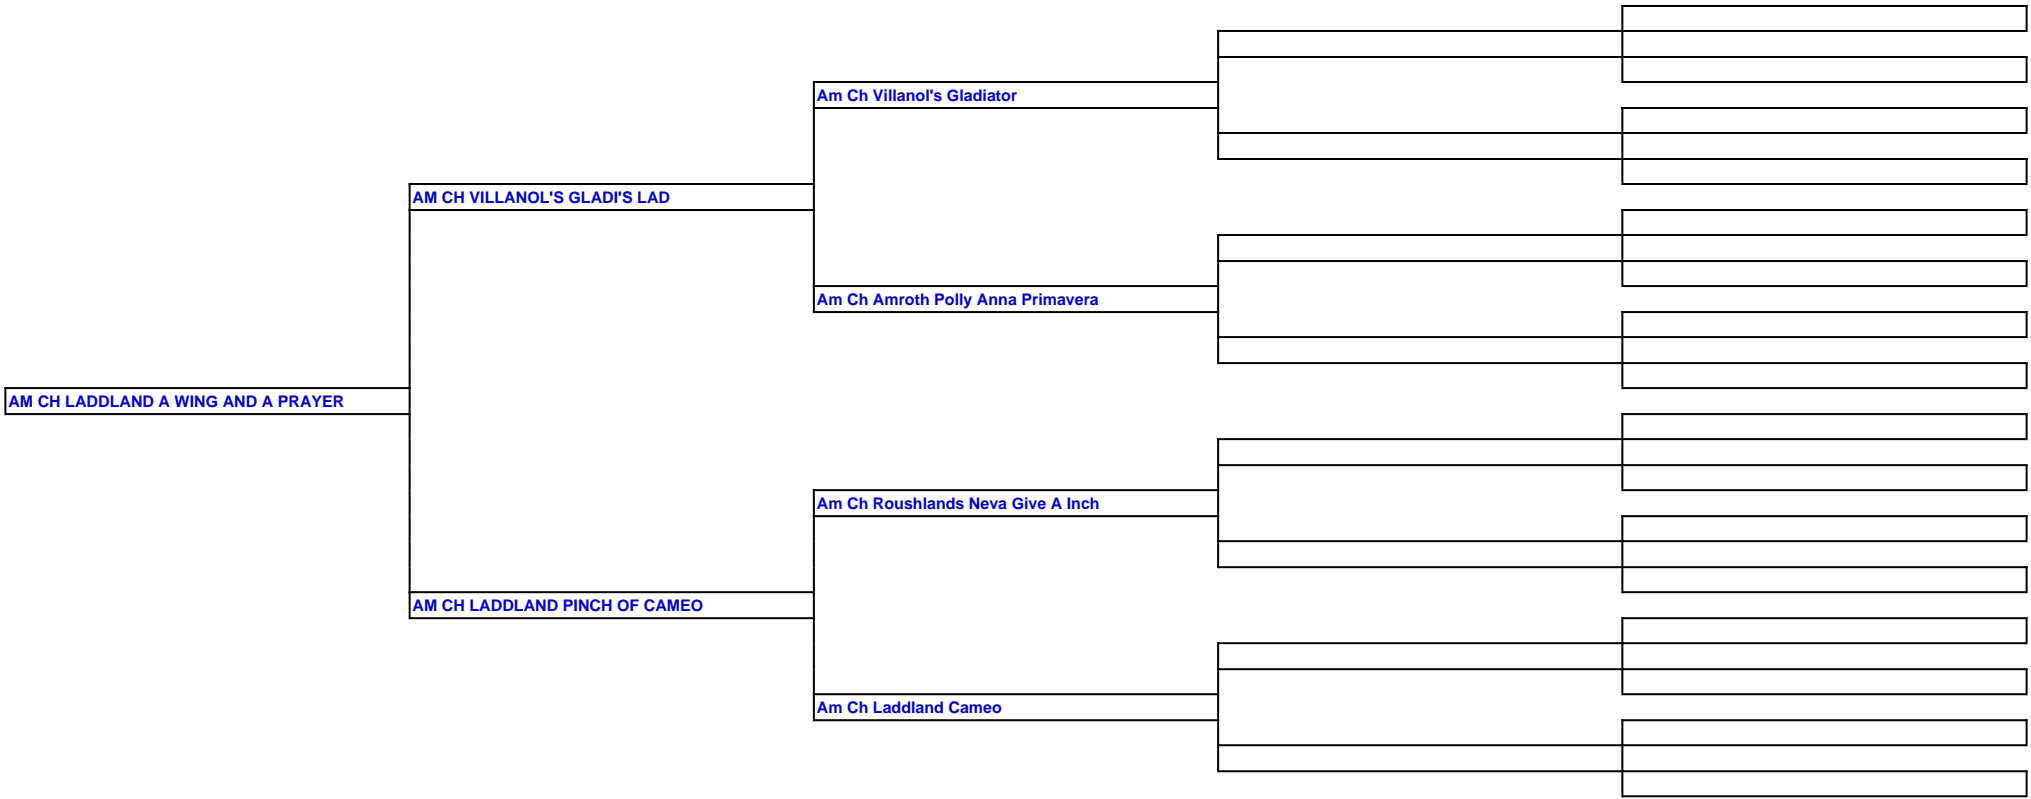 Am Ch Villanol's Gladiator
AM CH VILLANOL'S GLADI'S LAD
Am Ch Amroth Polly Anna Primavera
AM CH LADDLAND A WING AND A PRAYER
Am Ch Roushlands Neva Give A Inch
AM CH LADDLAND PINCH OF CAMEO
Am Ch Laddland Cameo